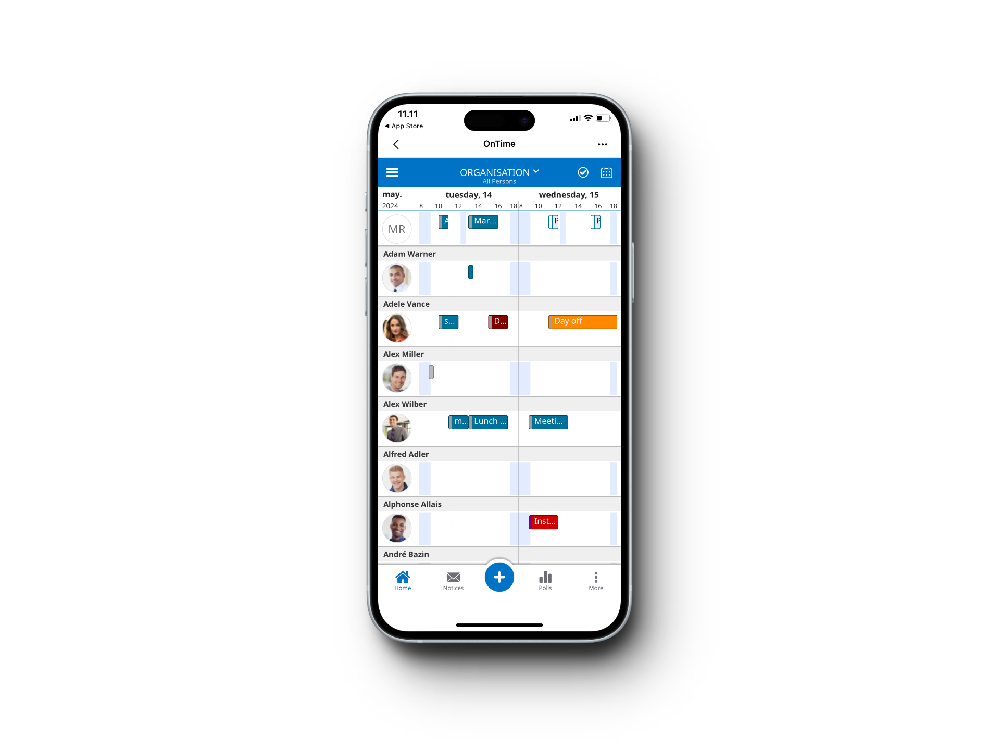 11.11
◀ App Store
OnTime
ORGANISATION
All Persons
may. tuesday, 14 wednesday, 15
2024 8 10 12 14 16 18 8 10 12 14 16 18
MR A Mar... P P
Adam Warner
Adele Vance
s... D... Day off
Alex Miller
Alex Wilber
m.. Lunch ... Meeti...
Alfred Adler
Alphonse Allais
Inst...
André Bazin
Home Notices Polls More